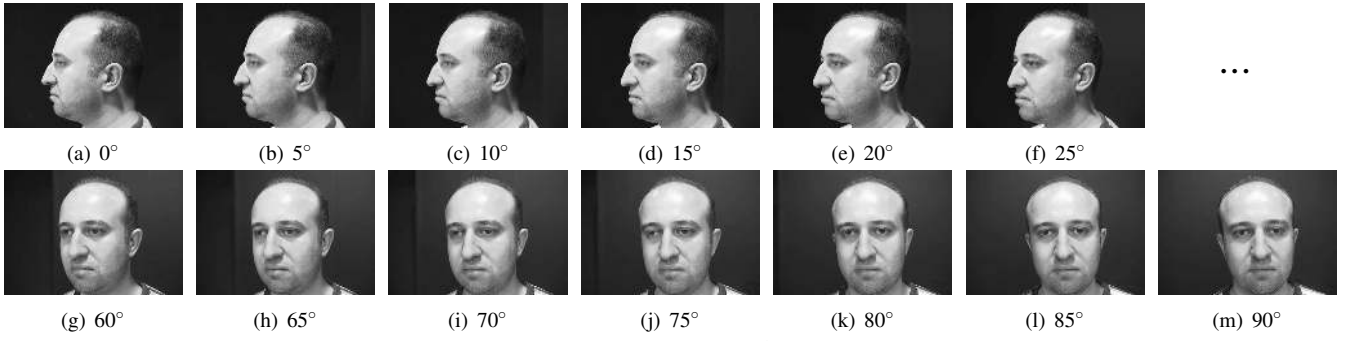 ...
(a) 0° (b) 5° (c) 10° (d) 15° (e) 20° (f) 25°
(g) 60° (h) 65° (i) 70° (j) 75° (k) 80° (l) 85° (m) 90°